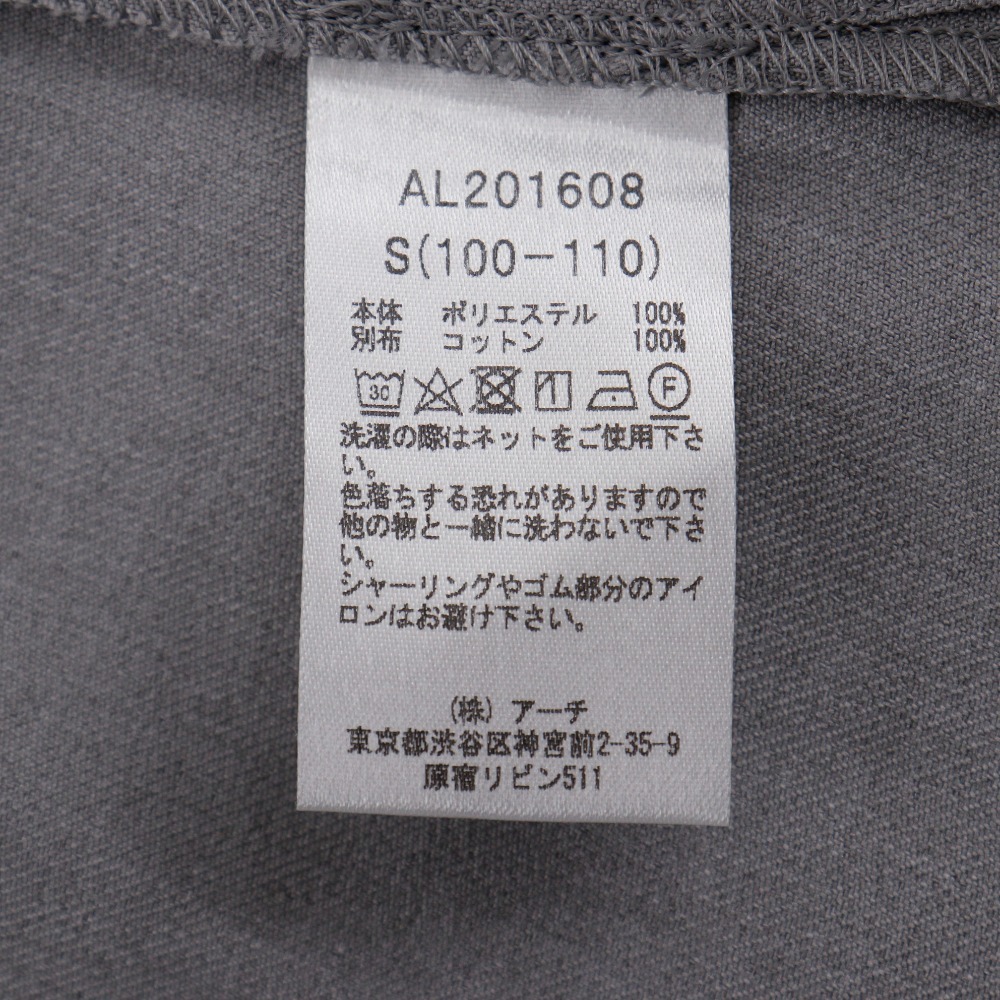 AL201608
S(100-110)
本体 ポリエステル 100%
別布 コットン 100%
30 F
洗濯の際はネットをご使用下さ
い。
色落ちする恐れがありますので
他の物と一緒に洗わないで下さ
い。
シャーリングやゴム部分のアイ
ロンはお避け下さい。
(株) アーチ
東京都渋谷区神宮前2-35-9
原宿リビン511